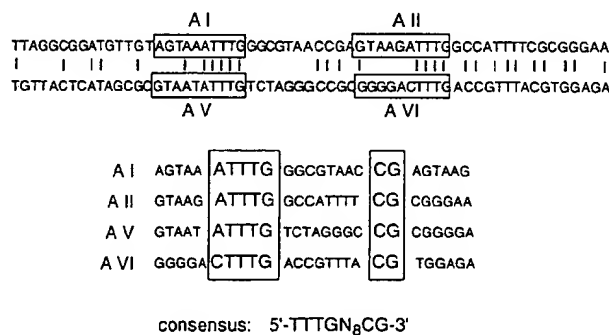 A I A II
TTAGGCGGATGTTGTAGTAAATTTGGGCGTAACCGAGTAAGATTTGGCCATTTTCGCGGGAA
TGTTACTCATAGCGCGTAATATTTGTCTAGGGCCGCGGGGACTTTGACCGTTTACGTGGAGA
A V A VI
A I AGTAA ATTTG GGCGTAAC CG AGTAAG
A II GTAAG ATTTG GCCATTTT CG CGGGAA
A V GTAAT ATTTG TCTAGGGC CG CGGGGA
A VI GGGGA CTTTG ACCGTTTA CG TGGAGA
consensus: 5'-TTTGN₈CG-3'